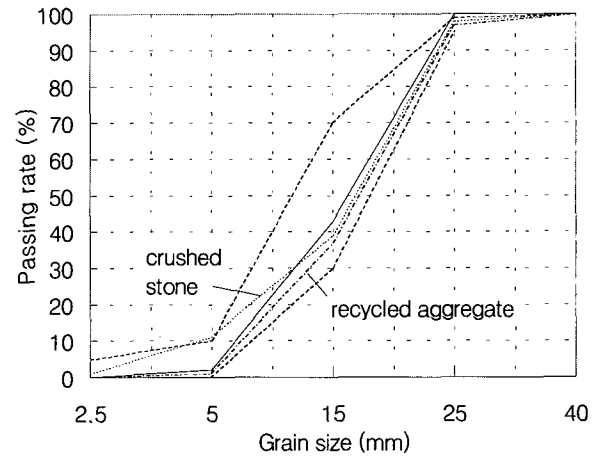 100
90
80
70
60
50
40
30
20
10
0
Passing rate (%)
crushed
stone
recycled aggregate
2.5 5 15 25 40
Grain size (mm)